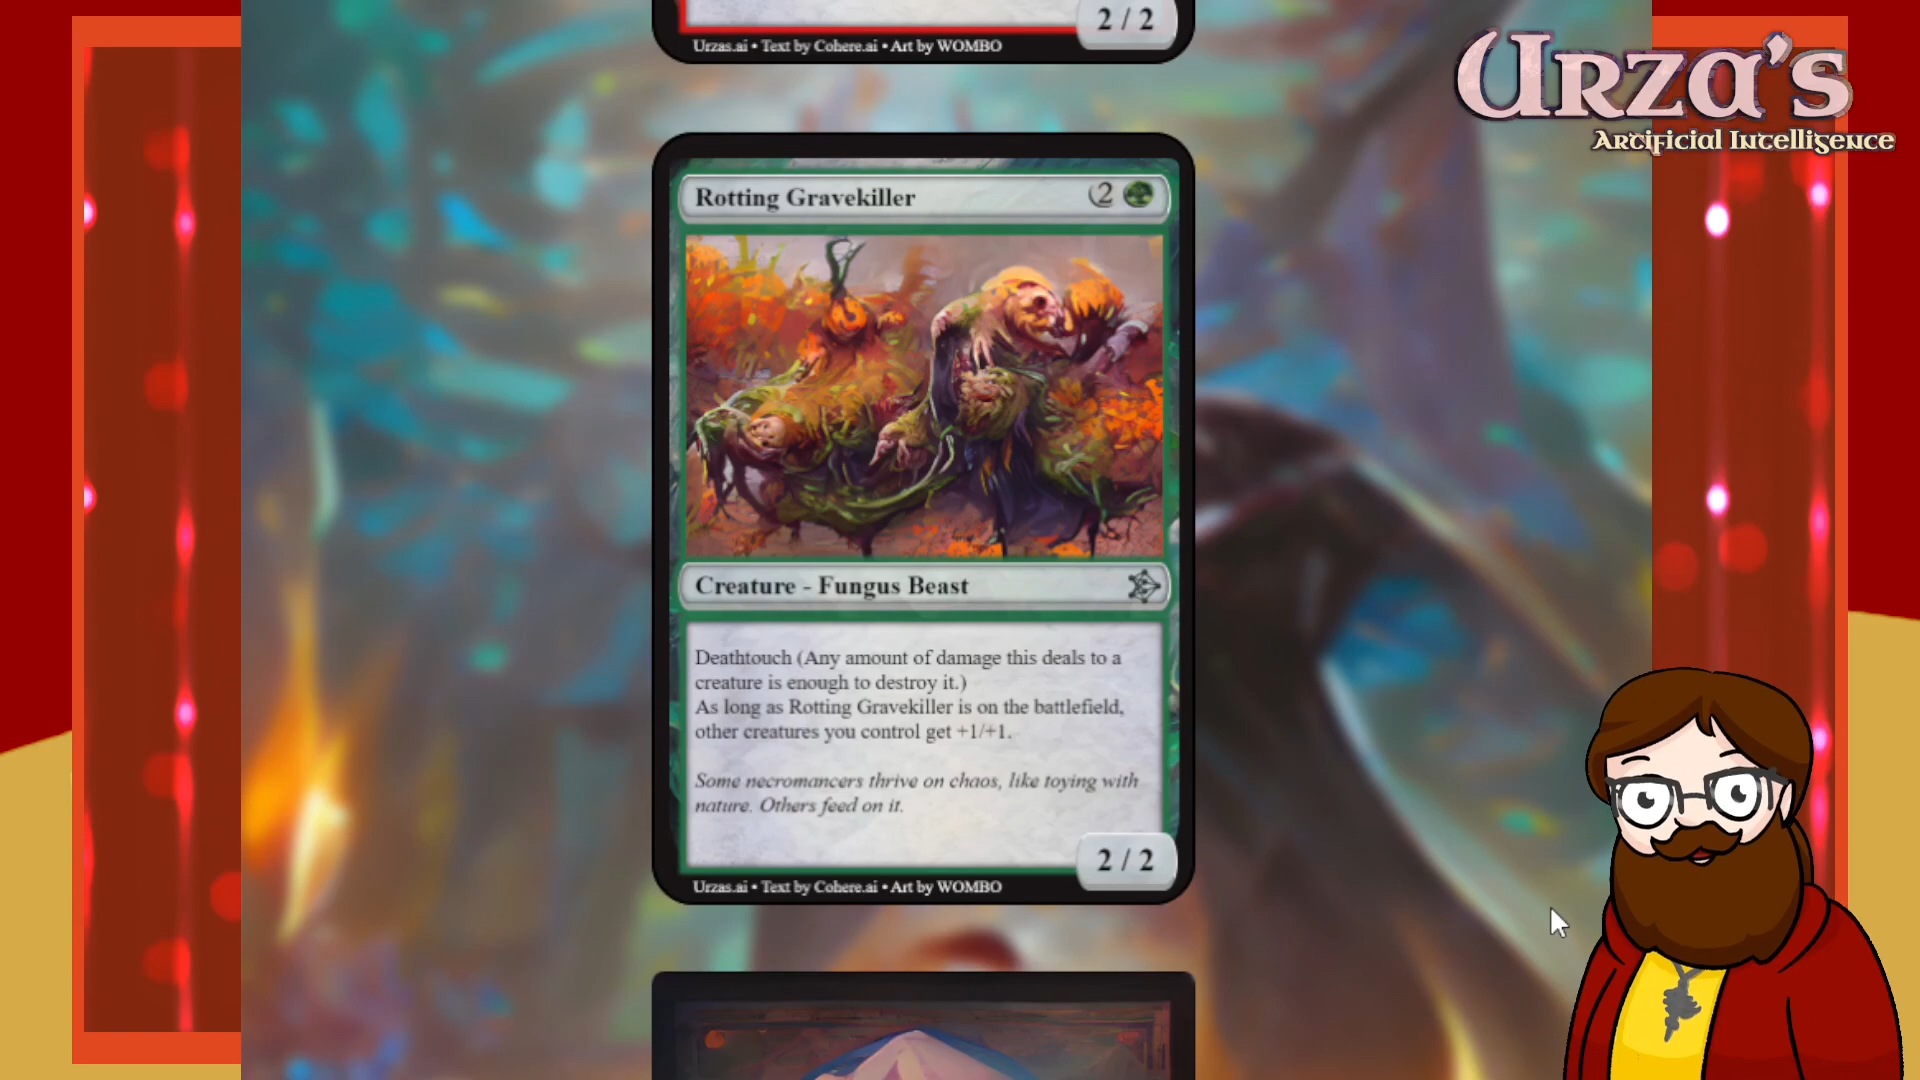 2 / 2
Urzas.ai • Text by Cohere.ai • Art by WOMBO
Urza's
Artificial Intelligence
Rotting Gravekiller 2
Creature - Fungus Beast
Deathtouch (Any amount of damage this deals to a
creature is enough to destroy it.)
As long as Rotting Gravekiller is on the battlefield,
other creatures you control get +1/+1.
Some necromancers thrive on chaos, like toying with
nature. Others feed on it.
2 / 2
Urzas.ai • Text by Cohere.ai • Art by WOMBO